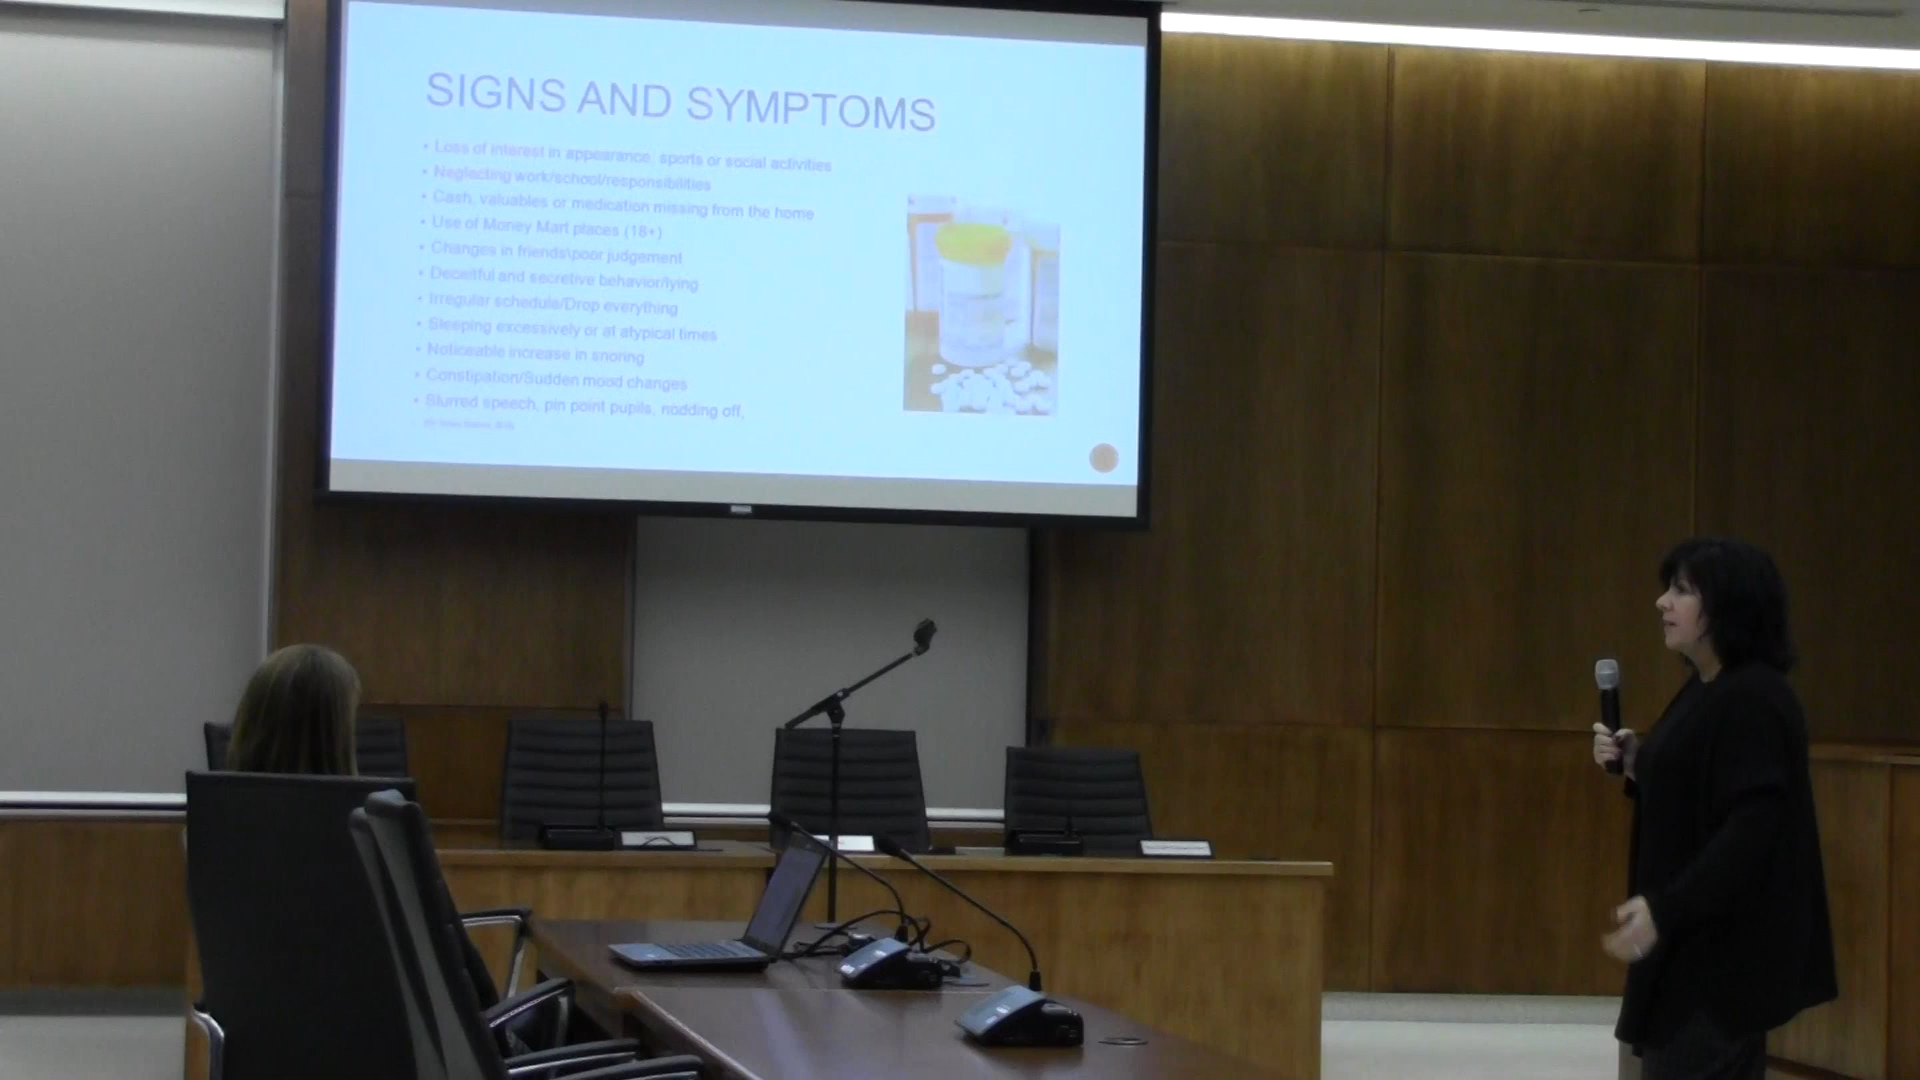 SIGNS AND SYMPTOMS
• Loss of interest in appearance, sports or social activities
• Neglecting work/school/responsibilities
• Cash, valuables or medication missing from the home
• Use of Money Mart places (18+)
• Changes in friends\poor judgement
• Deceitful and secretive behavior/lying
• Irregular schedule/Drop everything
• Sleeping excessively or at atypical times
• Noticeable increase in snoring
• Constipation/Sudden mood changes
• Slurred speech, pin point pupils, nodding off,